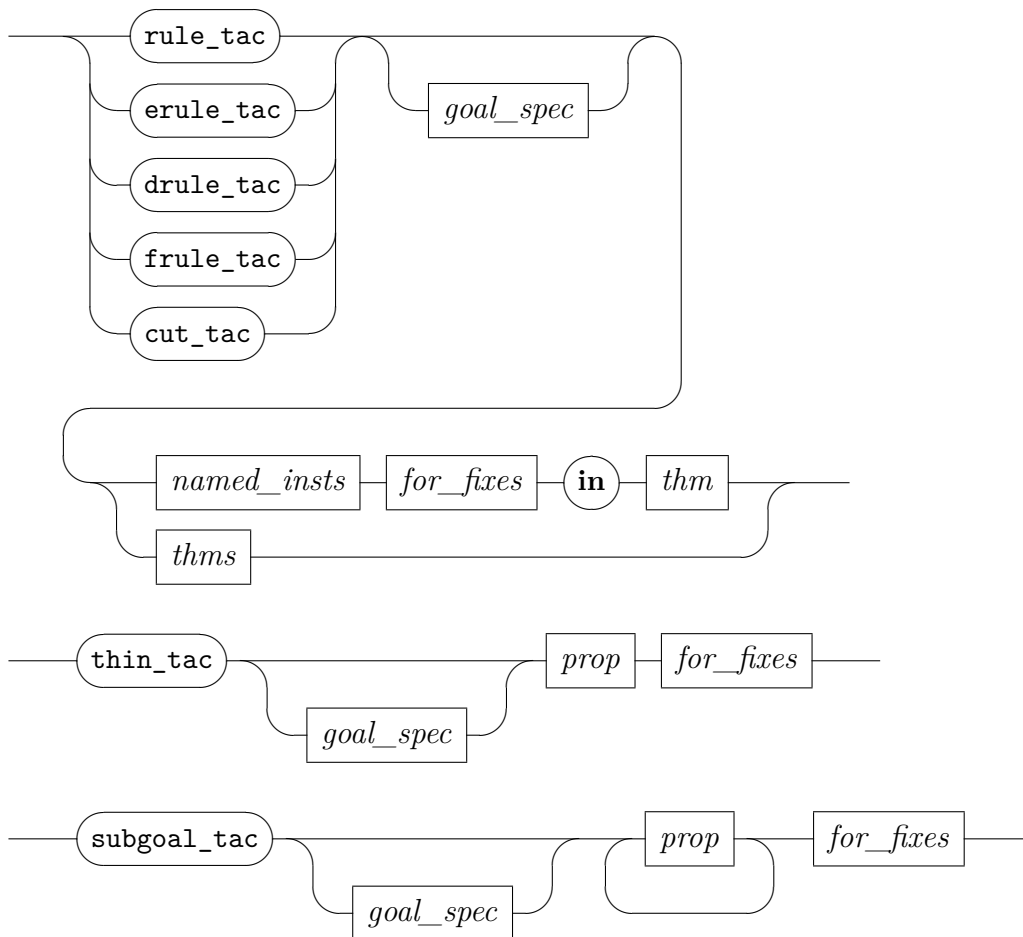 rule_tac
goal_spec
erule_tac
drule_tac
frule_tac
cut_tac
named_insts for_fixes in thm
thms
thin_tac prop for_fixes
goal_spec
subgoal_tac prop for_fixes
goal_spec